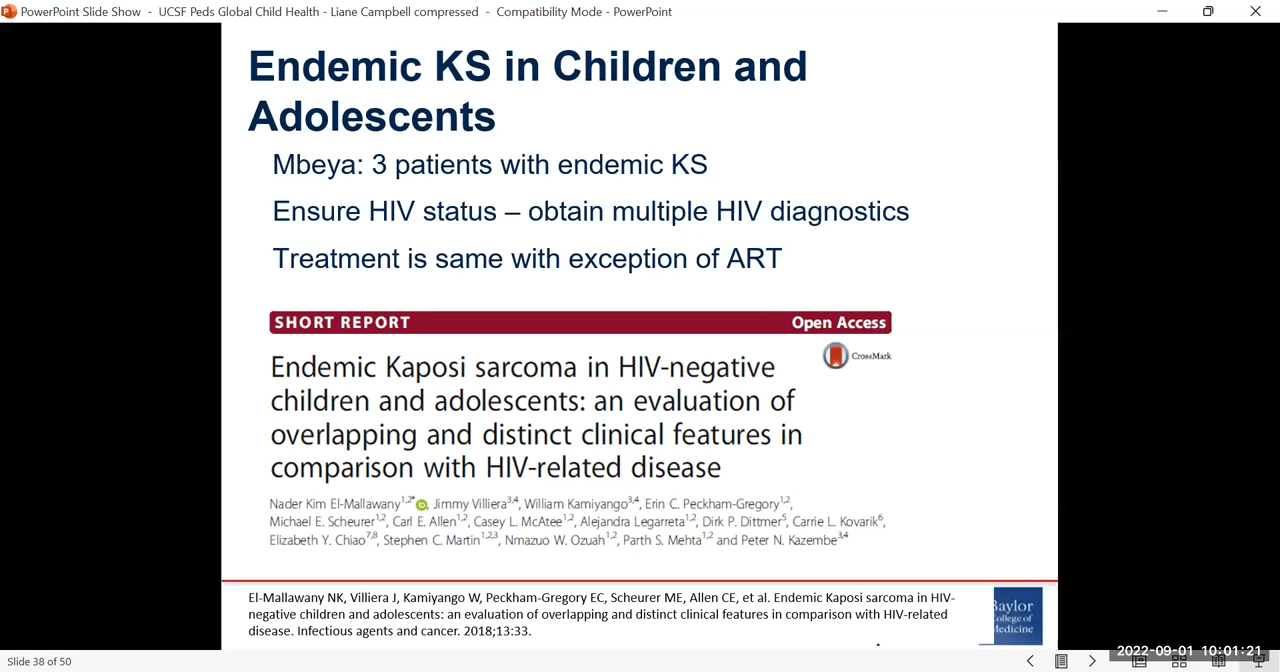 PowerPoint Slide Show - UCSF Peds Global Child Health - Liane Campbell compressed - Compatibility Mode - PowerPoint
Endemic KS in Children and
Adolescents
Mbeya: 3 patients with endemic KS
Ensure HIV status – obtain multiple HIV diagnostics
Treatment is same with exception of ART
SHORT REPORT Open Access
CrossMark
Endemic Kaposi sarcoma in HIV-negative
children and adolescents: an evaluation of
overlapping and distinct clinical features in
comparison with HIV-related disease
Nader Kim El-Mallawany1,2*, Jimmy Villiera3,4, William Kamiyango3,4, Erin C. Peckham-Gregory1,2,
Michael E. Scheurer1,2, Carl E. Allen1,2, Casey L. McAtee1,2, Alejandra Legarreta1,2, Dirk P. Dittmer5, Carrie L. Kovarik6,
Elizabeth Y. Chiao7,8, Stephen C. Martin1,2,3, Nmazuo W. Ozuah1,2, Parth S. Mehta1,2 and Peter N. Kazembe3,4
El-Mallawany NK, Villiera J, Kamiyango W, Peckham-Gregory EC, Scheurer ME, Allen CE, et al. Endemic Kaposi sarcoma in HIV-
negative children and adolescents: an evaluation of overlapping and distinct clinical features in comparison with HIV-related
disease. Infectious agents and cancer. 2018;13:33.
Baylor
College of
Medicine
Slide 38 of 50
2022-09-01 10:01:21